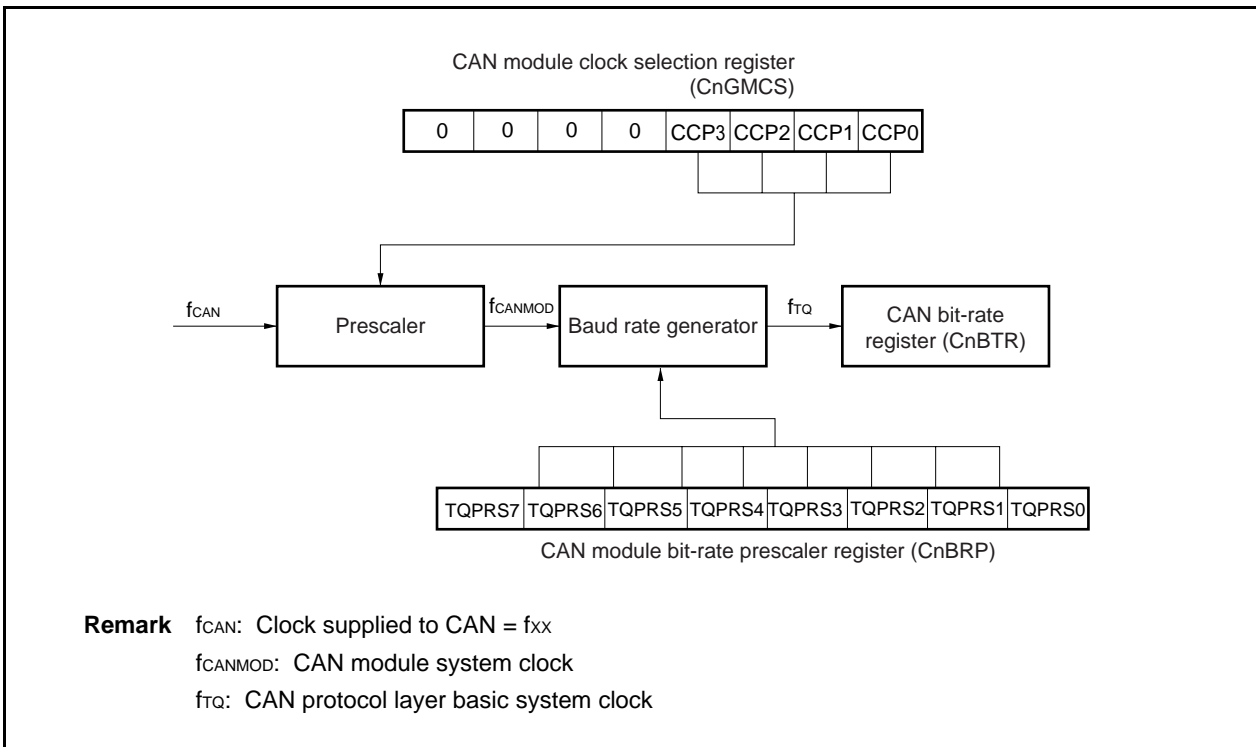 CAN module clock selection register
(CnGMCS)
0 0 0 0 CCP3 CCP2 CCP1 CCP0
fCAN
Prescaler
fCANMOD
Baud rate generator
fTQ
CAN bit-rate
register (CnBTR)
TQPRS7 TQPRS6 TQPRS5 TQPRS4 TQPRS3 TQPRS2 TQPRS1 TQPRS0
CAN module bit-rate prescaler register (CnBRP)
Remark fCAN: Clock supplied to CAN = fXX
fCANMOD: CAN module system clock
fTQ: CAN protocol layer basic system clock